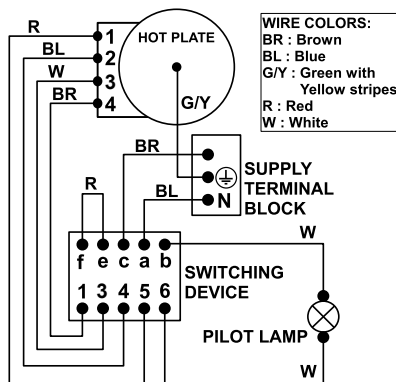 R 1 HOT PLATE
BL 2
W 3
BR 4
G/Y
WIRE COLORS:
BR : Brown
BL : Blue
G/Y : Green with
Yellow stripes
R : Red
W : White
BR
R BL N
SUPPLY
TERMINAL
BLOCK
W
f e c a b
1 3 4 5 6
SWITCHING
DEVICE
PILOT LAMP
W